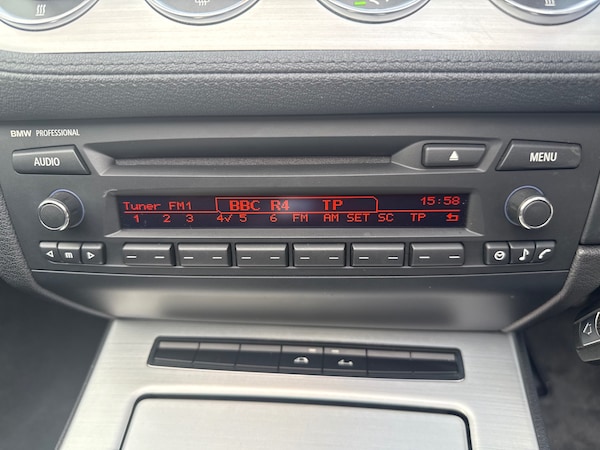 BMW PROFESSIONAL
AUDIO
MENU
Tuner FM1 BBC R4 TP 15:58
1 2 3 4✓ 5 6 FM AM SET SC TP
m